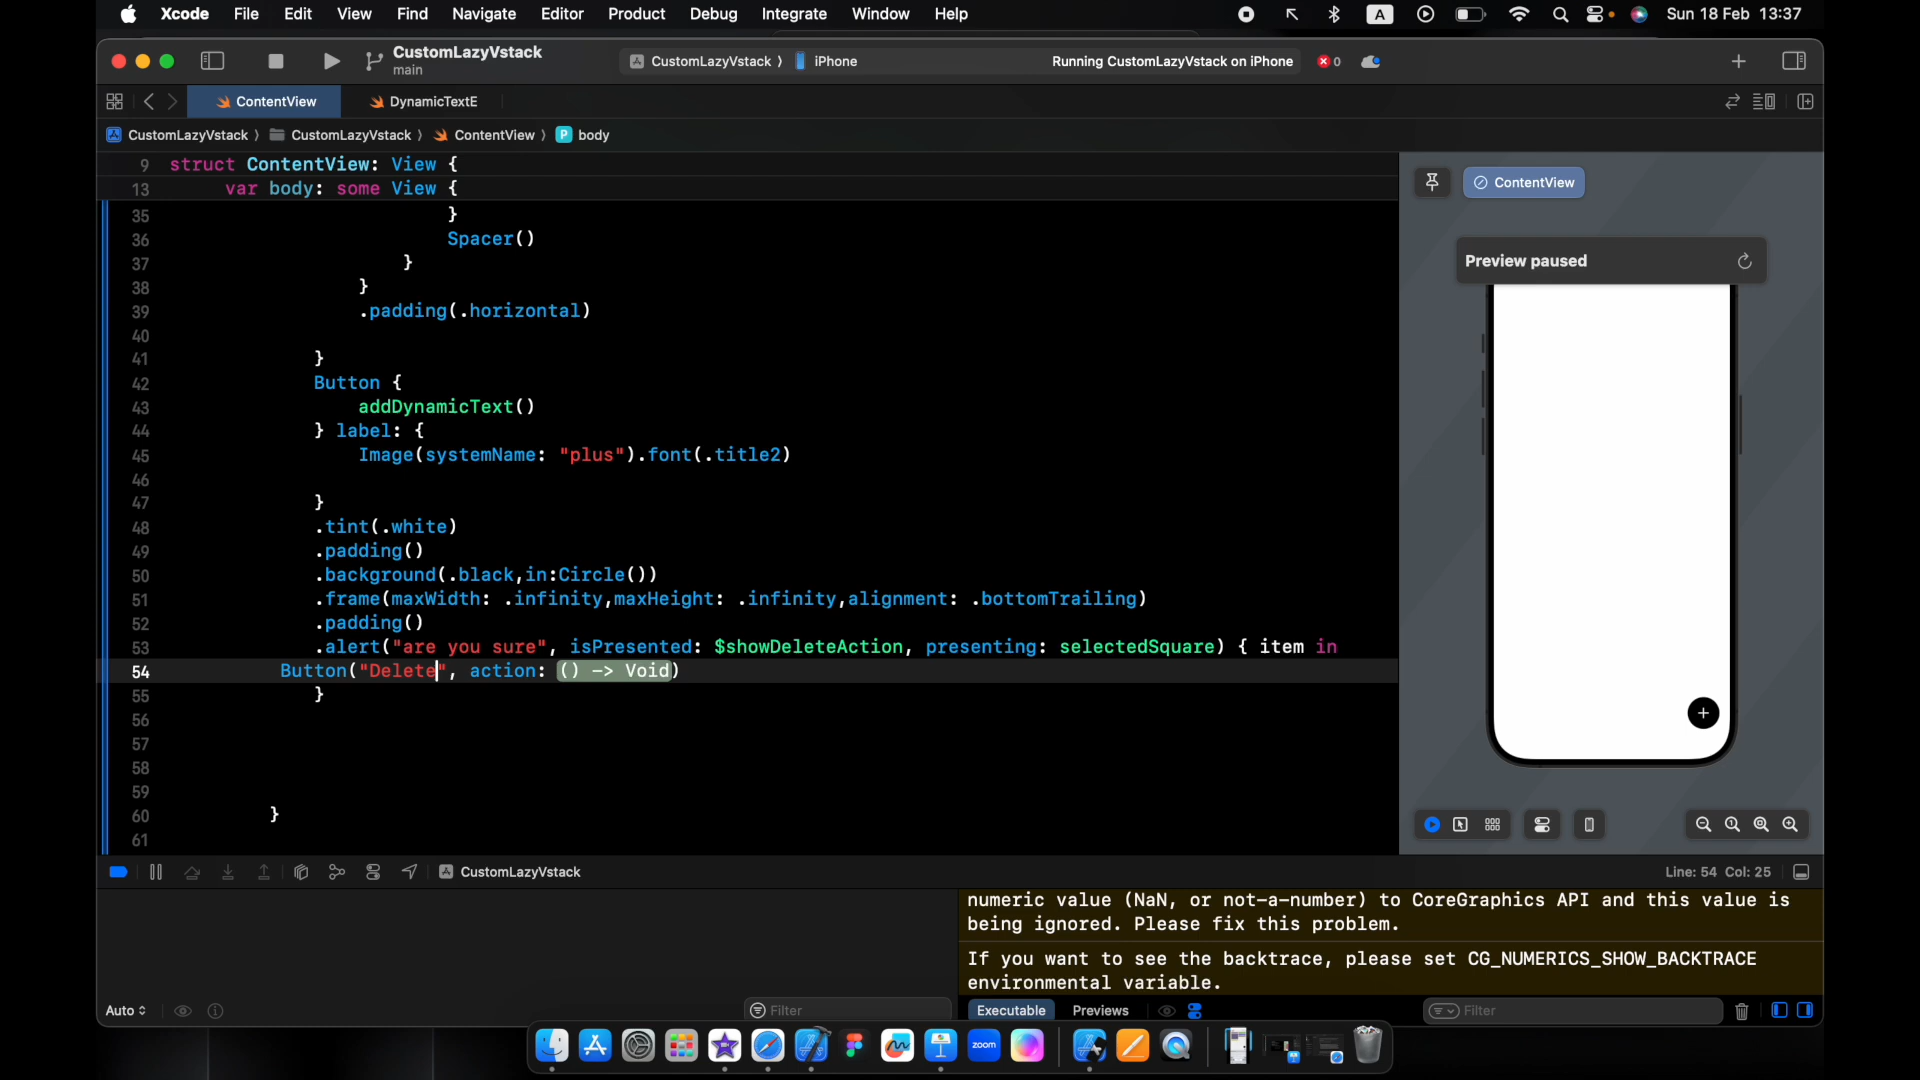 Xcode File Edit View Find Navigate Editor Product Debug Integrate Window Help A Sun 18 Feb 13:37
CustomLazyVstack
main
CustomLazyVstack ⟩ iPhone
Running CustomLazyVstack on iPhone
0
ContentView DynamicTextE
CustomLazyVstack ⟩ CustomLazyVstack ⟩ ContentView ⟩ P body
9 struct ContentView: View {
13 var body: some View {
35 }
36 Spacer()
37 }
38 }
39 .padding(.horizontal)
40
41 }
42 Button {
43 addDynamicText()
44 } label: {
45 Image(systemName: "plus").font(.title2)
46
47 }
48 .tint(.white)
49 .padding()
50 .background(.black,in:Circle())
51 .frame(maxWidth: .infinity,maxHeight: .infinity,alignment: .bottomTrailing)
52 .padding()
53 .alert("are you sure", isPresented: $showDeleteAction, presenting: selectedSquare) { item in
54 Button("Delete", action: () -> Void)
55 }
56
57
58
59
60 }
61
ContentView
Preview paused
+
CustomLazyVstack
Line: 54 Col: 25
numeric value (NaN, or not-a-number) to CoreGraphics API and this value is
being ignored. Please fix this problem.
If you want to see the backtrace, please set CG_NUMERICS_SHOW_BACKTRACE
environmental variable.
Auto
Filter
Executable Previews
Filter
zoom